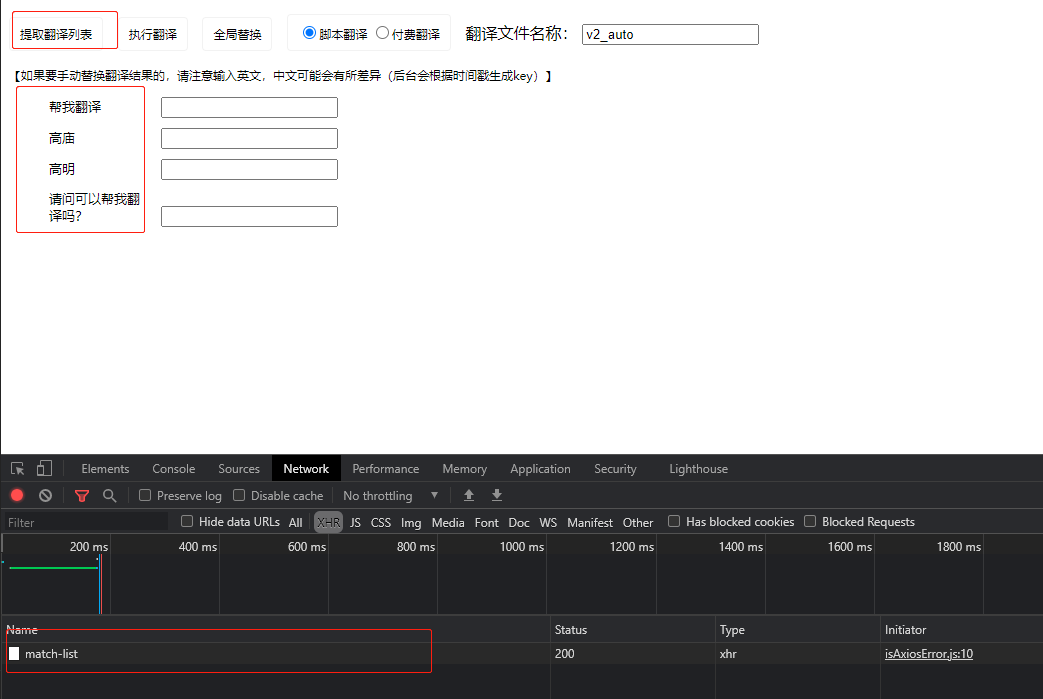 提取翻译列表 执行翻译 全局替换 脚本翻译 付费翻译 翻译文件名称： v2_auto
【如果要手动替换翻译结果的，请注意输入英文，中文可能会有所差异（后台会根据时间戳生成key）】
帮我翻译
高庙
高明
请问可以帮我翻
译吗?
Elements Console Sources Network Performance Memory Application Security Lighthouse
Preserve log Disable cache No throttling
Filter Hide data URLs All XHR JS CSS Img Media Font Doc WS Manifest Other Has blocked cookies Blocked Requests
200 ms 400 ms 600 ms 800 ms 1000 ms 1200 ms 1400 ms 1600 ms 1800 ms
Name Status Type Initiator
match-list 200 xhr isAxiosError.js:10